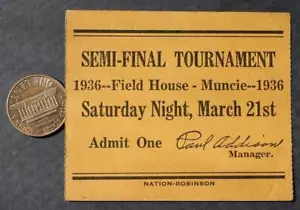 SEMI-FINAL TOURNAMENT
1936--Field House - Muncie--1936
Saturday Night, March 21st
Admit One Paul Addison
Manager.
NATION-ROBINSON